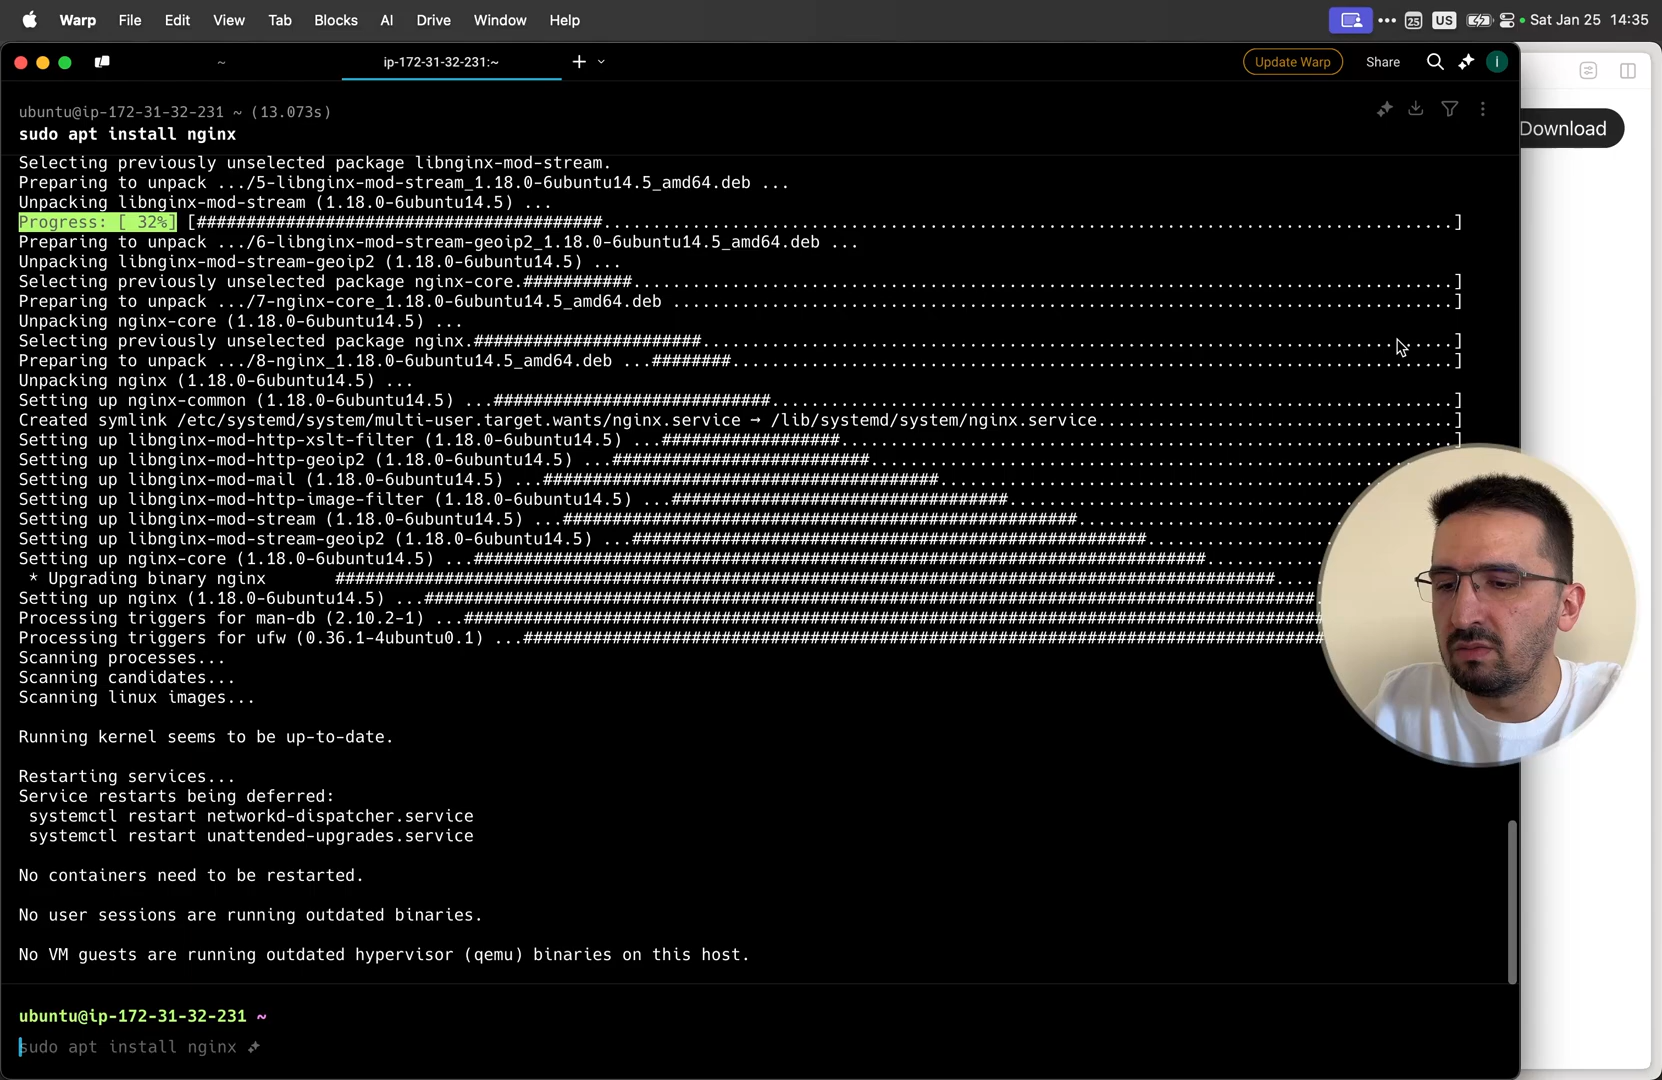 Warp File Edit View Tab Blocks AI Drive Window Help 25 US Sat Jan 25 14:35
~ ip-172-31-32-231:~ Update Warp Share i
Download
ubuntu@ip-172-31-32-231 ~ (13.073s)
sudo apt install nginx
Selecting previously unselected package libnginx-mod-stream.
Preparing to unpack .../5-libnginx-mod-stream_1.18.0-6ubuntu14.5_amd64.deb ...
Unpacking libnginx-mod-stream (1.18.0-6ubuntu14.5) ...
Progress: [ 32%] [#########################################......................................................................................]
Preparing to unpack .../6-libnginx-mod-stream-geoip2_1.18.0-6ubuntu14.5_amd64.deb ...
Unpacking libnginx-mod-stream-geoip2 (1.18.0-6ubuntu14.5) ...
Selecting previously unselected package nginx-core.###########...................................................................................]
Preparing to unpack .../7-nginx-core_1.18.0-6ubuntu14.5_amd64.deb ...............................................................................]
Unpacking nginx-core (1.18.0-6ubuntu14.5) ...
Selecting previously unselected package nginx.#######################............................................................................]
Preparing to unpack .../8-nginx_1.18.0-6ubuntu14.5_amd64.deb ...########.........................................................................]
Unpacking nginx (1.18.0-6ubuntu14.5) ...
Setting up nginx-common (1.18.0-6ubuntu14.5) ...############################.....................................................................]
Created symlink /etc/systemd/system/multi-user.target.wants/nginx.service → /lib/systemd/system/nginx.service....................................]
Setting up libnginx-mod-http-xslt-filter (1.18.0-6ubuntu14.5) ...##################..............................................................]
Setting up libnginx-mod-http-geoip2 (1.18.0-6ubuntu14.5) ...##########################........................................................
Setting up libnginx-mod-mail (1.18.0-6ubuntu14.5) ...########################################...........................................
Setting up libnginx-mod-http-image-filter (1.18.0-6ubuntu14.5) ...##################################...................................
Setting up libnginx-mod-stream (1.18.0-6ubuntu14.5) ...####################################################..........................
Setting up libnginx-mod-stream-geoip2 (1.18.0-6ubuntu14.5) ...####################################################..................
Setting up nginx-core (1.18.0-6ubuntu14.5) ...##########################################################################............
* Upgrading binary nginx ###############################################################################################.....
Setting up nginx (1.18.0-6ubuntu14.5) ...##########################################################################################.
Processing triggers for man-db (2.10.2-1) ...#######################################################################################
Processing triggers for ufw (0.36.1-4ubuntu0.1) ...#################################################################################
Scanning processes...
Scanning candidates...
Scanning linux images...
Running kernel seems to be up-to-date.
Restarting services...
Service restarts being deferred:
systemctl restart networkd-dispatcher.service
systemctl restart unattended-upgrades.service
No containers need to be restarted.
No user sessions are running outdated binaries.
No VM guests are running outdated hypervisor (qemu) binaries on this host.
ubuntu@ip-172-31-32-231 ~
sudo apt install nginx